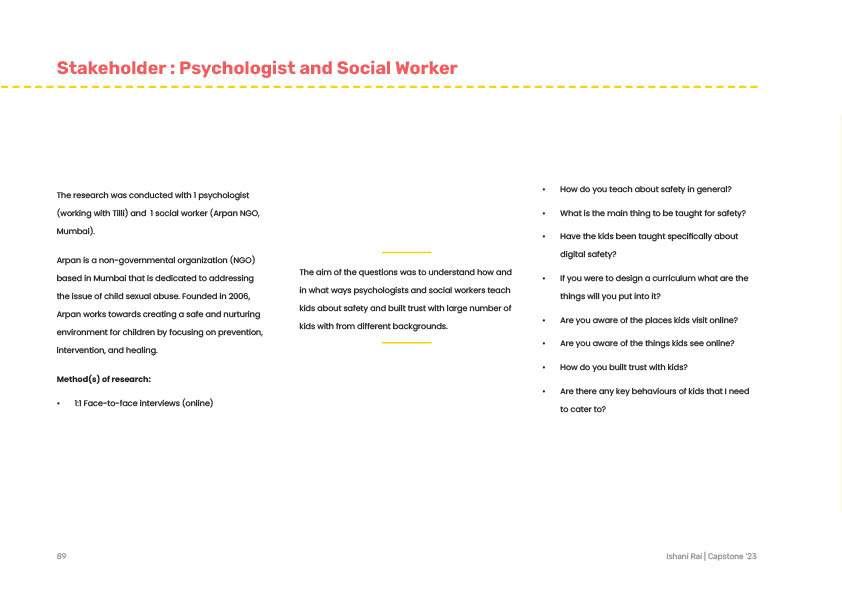 Stakeholder : Psychologist and Social Worker
The research was conducted with 1 psychologist
(working with Tilli) and 1 social worker (Arpan NGO,
Mumbai).
Arpan is a non-governmental organization (NGO)
based in Mumbai that is dedicated to addressing
the issue of child sexual abuse. Founded in 2006,
Arpan works towards creating a safe and nurturing
environment for children by focusing on prevention,
intervention, and healing.
Method(s) of research:
• 1:1 Face-to-face interviews (online)
The aim of the questions was to understand how and
in what ways psychologists and social workers teach
kids about safety and built trust with large number of
kids with from different backgrounds.
• How do you teach about safety in general?
• What is the main thing to be taught for safety?
• Have the kids been taught specifically about
digital safety?
• If you were to design a curriculum what are the
things will you put into it?
• Are you aware of the places kids visit online?
• Are you aware of the things kids see online?
• How do you built trust with kids?
• Are there any key behaviours of kids that I need
to cater to?
89
Ishani Rai | Capstone '23